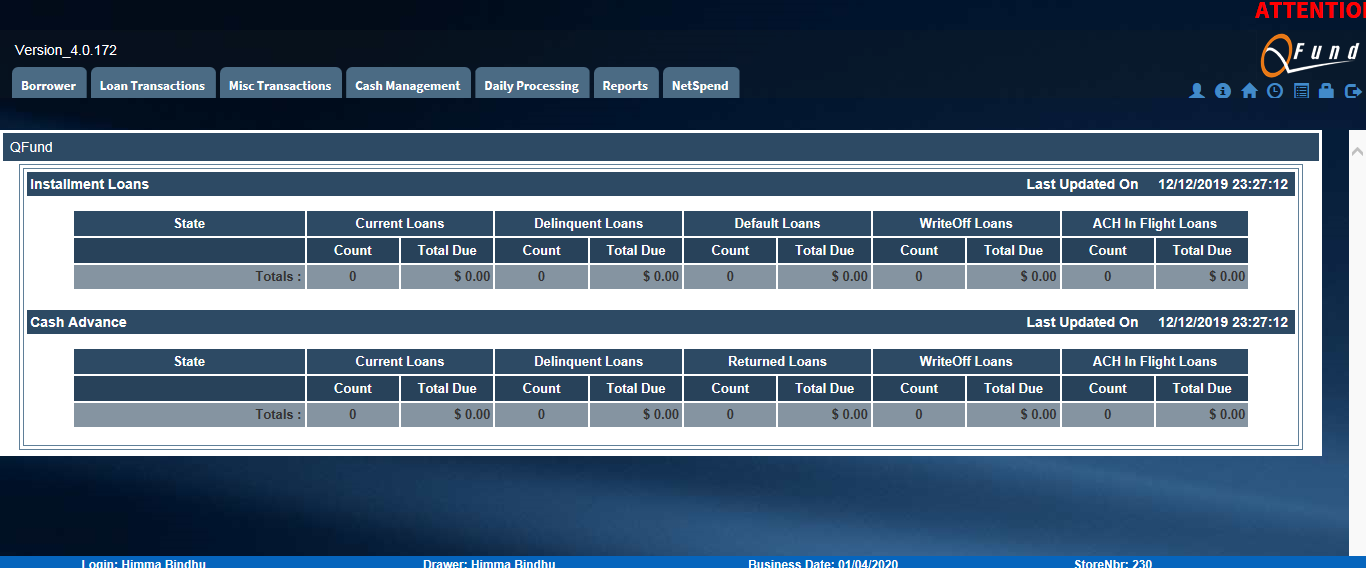 ATTENTIO
Version_4.0.172
QFund
Borrower Loan Transactions Misc Transactions Cash Management Daily Processing Reports NetSpend
QFund
Installment Loans Last Updated On 12/12/2019 23:27:12
State Current Loans Delinquent Loans Default Loans WriteOff Loans ACH In Flight Loans
Count Total Due Count Total Due Count Total Due Count Total Due Count Total Due
Totals : 0 $ 0.00 0 $ 0.00 0 $ 0.00 0 $ 0.00 0 $ 0.00
Cash Advance Last Updated On 12/12/2019 23:27:12
State Current Loans Delinquent Loans Returned Loans WriteOff Loans ACH In Flight Loans
Count Total Due Count Total Due Count Total Due Count Total Due Count Total Due
Totals : 0 $ 0.00 0 $ 0.00 0 $ 0.00 0 $ 0.00 0 $ 0.00
Login: Himma Bindhu Drawer: Himma Bindhu Business Date: 01/04/2020 StoreNbr: 230